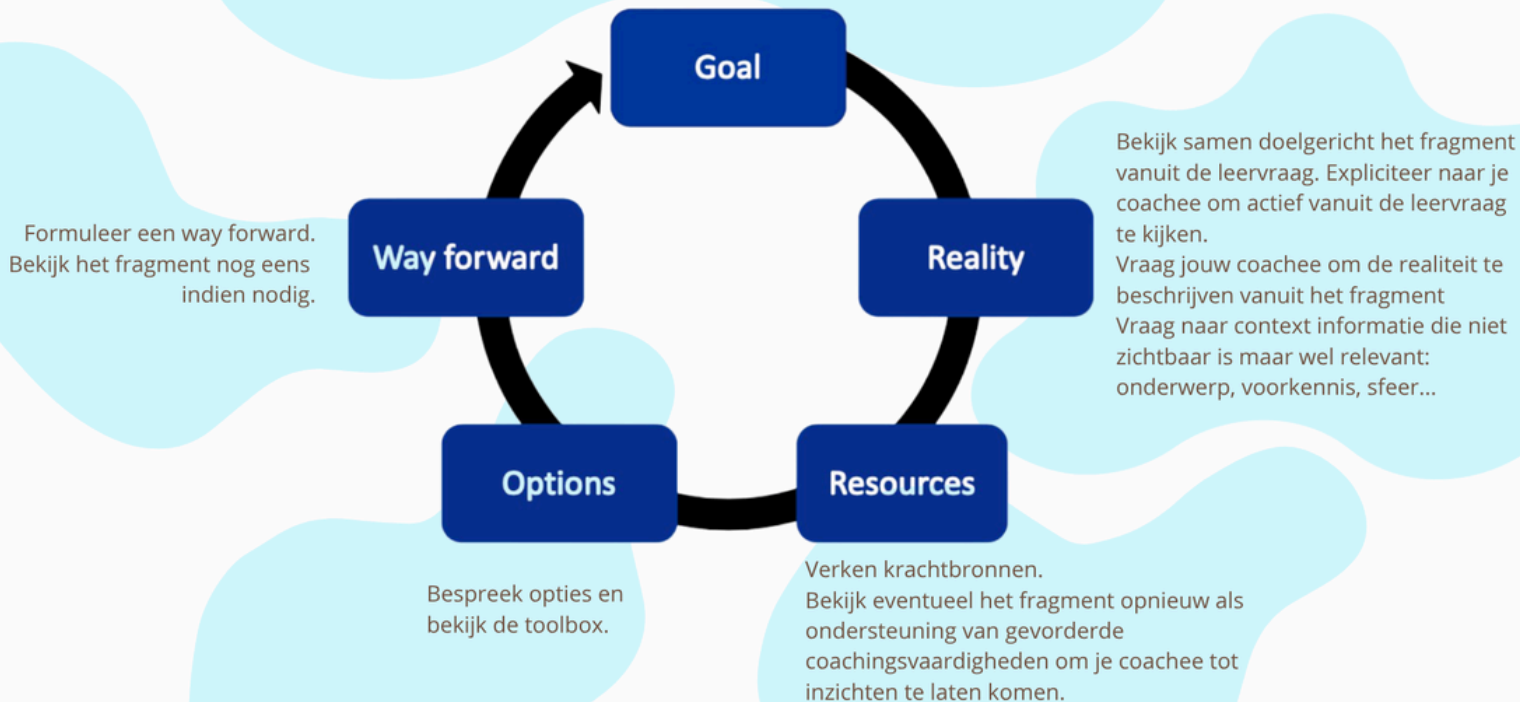 Goal
Reality
Bekijk samen doelgericht het fragment
vanuit de leervraag. Expliciteer naar je
coachee om actief vanuit de leervraag
te kijken.
Vraag jouw coachee om de realiteit te
beschrijven vanuit het fragment
Vraag naar context informatie die niet
zichtbaar is maar wel relevant:
onderwerp, voorkennis, sfeer...
Resources
Verken krachtbronnen.
Bekijk eventueel het fragment opnieuw als
ondersteuning van gevorderde
coachingsvaardigheden om je coachee tot
inzichten te laten komen.
Options
Bespreek opties en
bekijk de toolbox.
Way forward
Formuleer een way forward.
Bekijk het fragment nog eens
indien nodig.